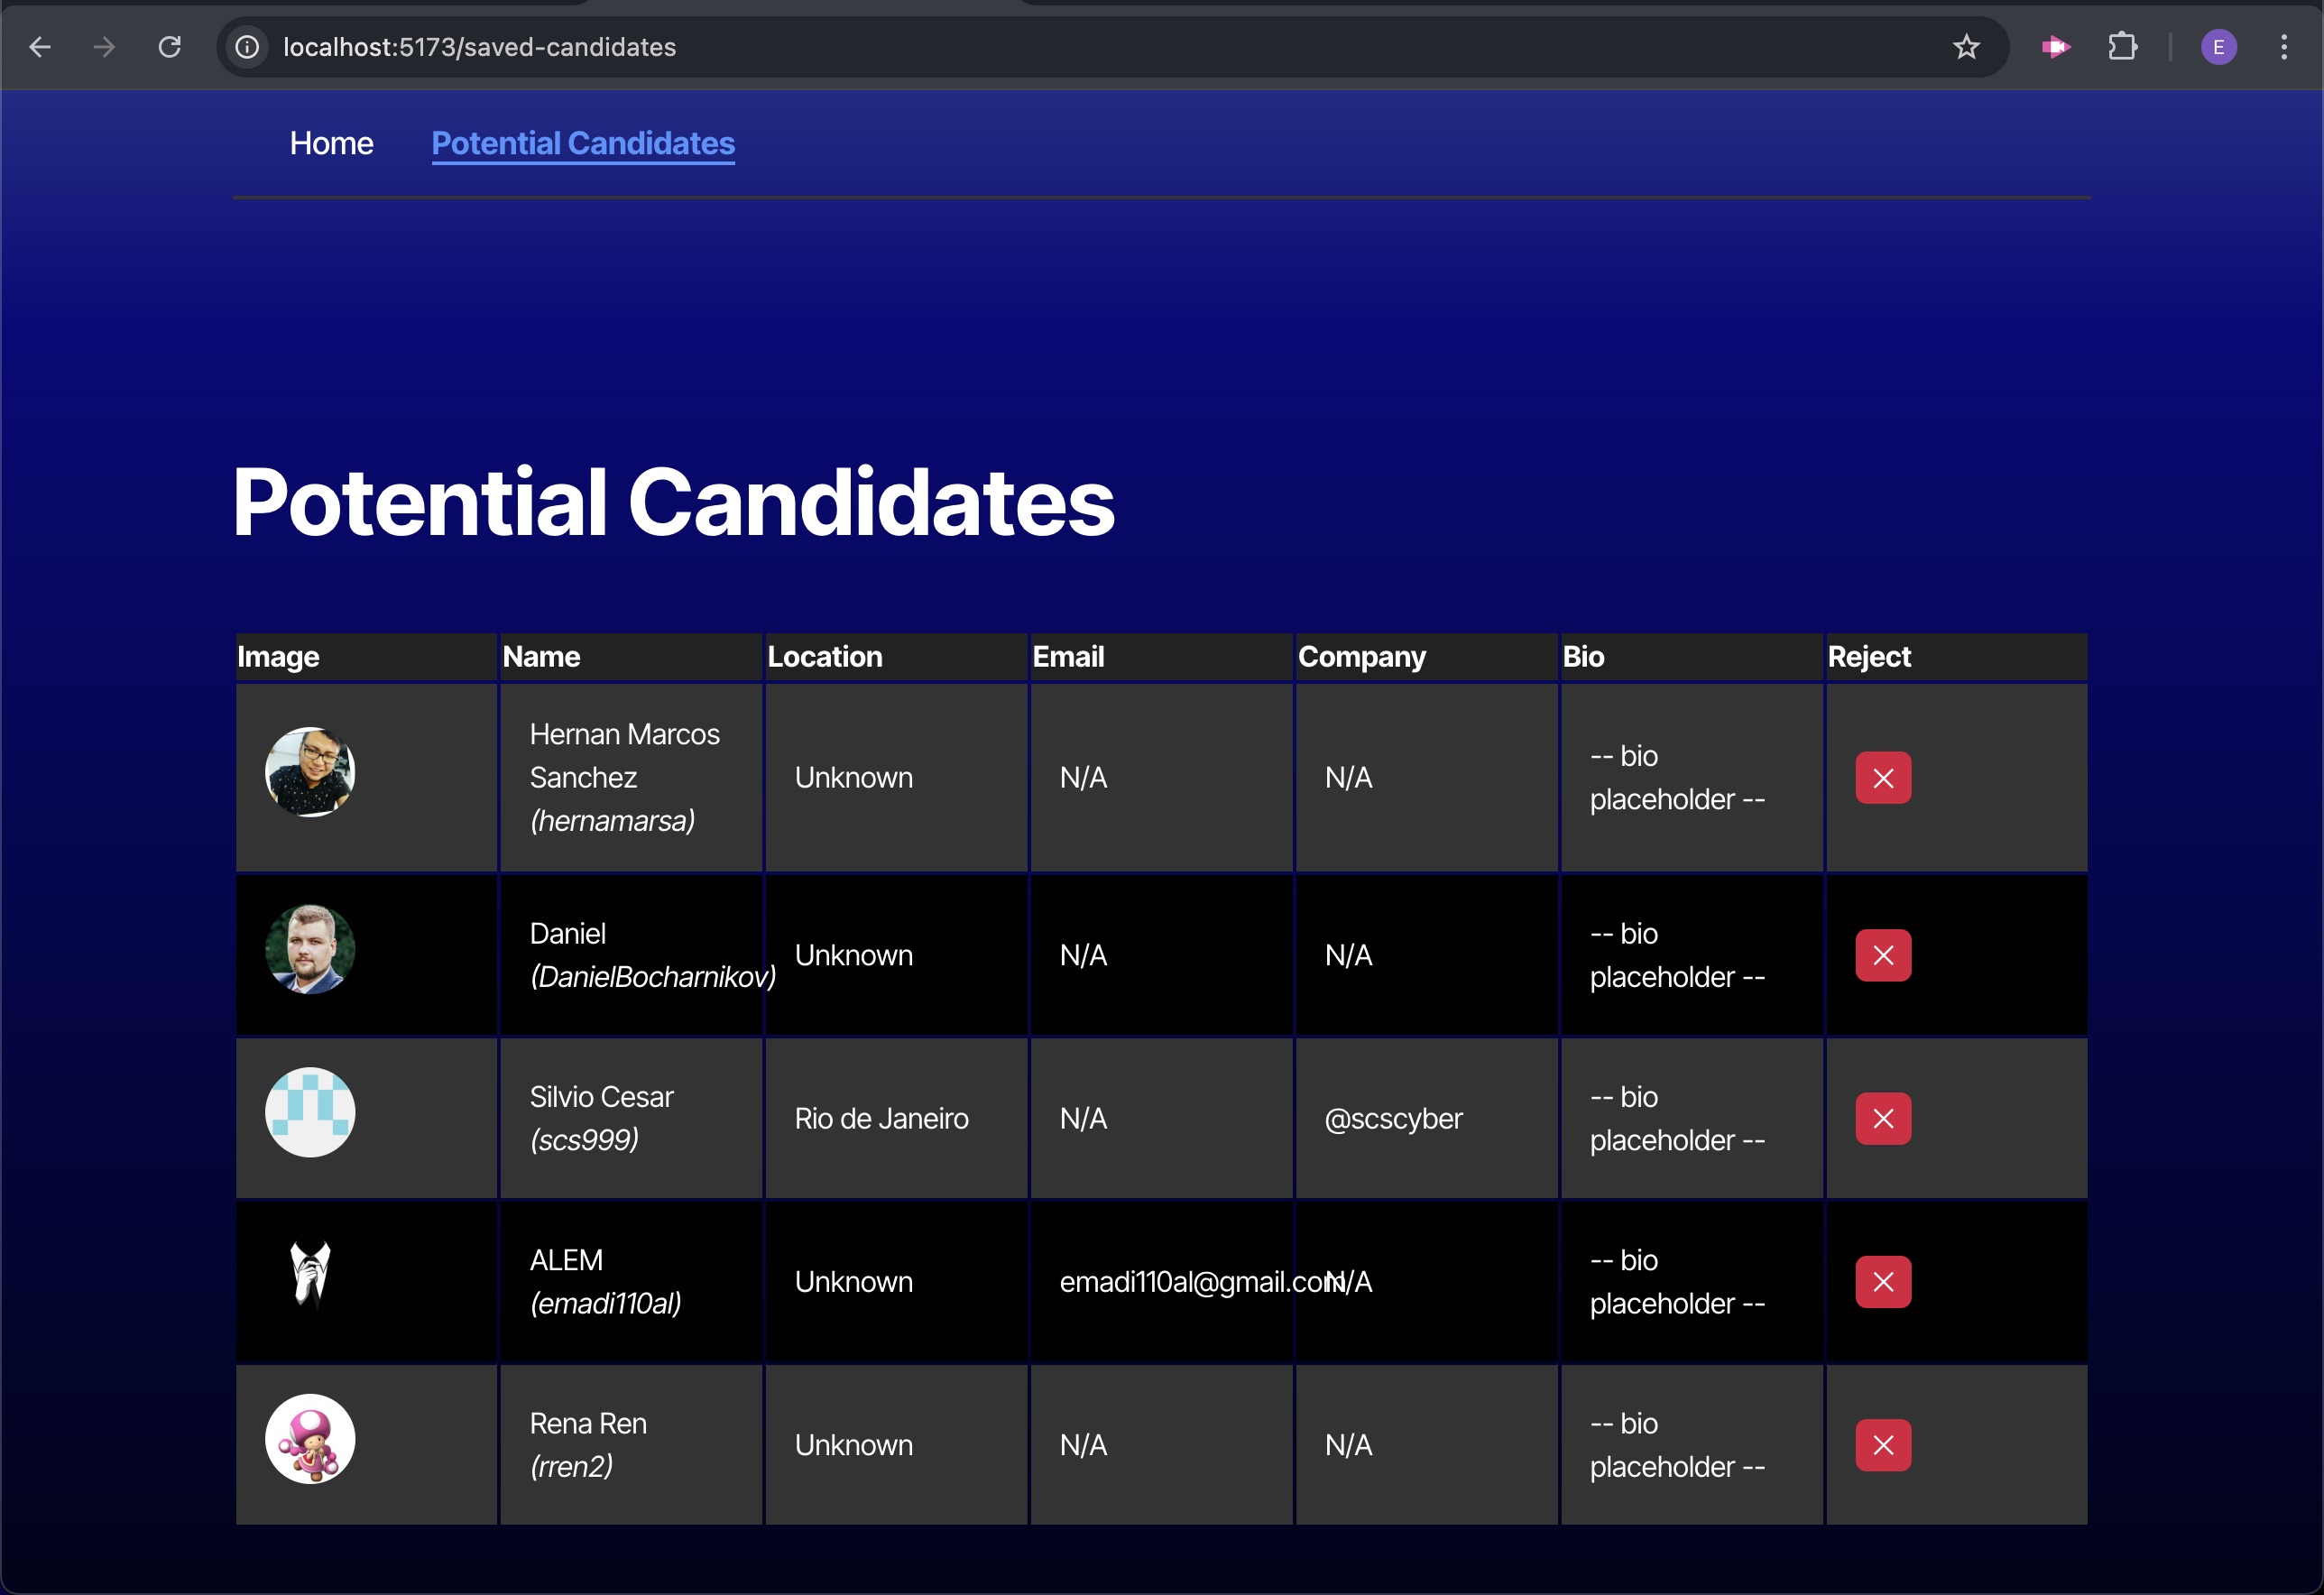 localhost:5173/saved-candidates
E
Home
Potential Candidates
Potential Candidates
Image Name Location Email Company Bio Reject
Hernan Marcos
Sanchez
(hernamarsa)
Unknown
N/A
N/A
-- bio
placeholder --
Daniel
(DanielBocharnikov)
Unknown
N/A
N/A
-- bio
placeholder --
Silvio Cesar
(scs999)
Rio de Janeiro
N/A
@scscyber
-- bio
placeholder --
ALEM
(emadi110al)
Unknown
emadi110al@gmail.com
N/A
-- bio
placeholder --
Rena Ren
(rren2)
Unknown
N/A
N/A
-- bio
placeholder --